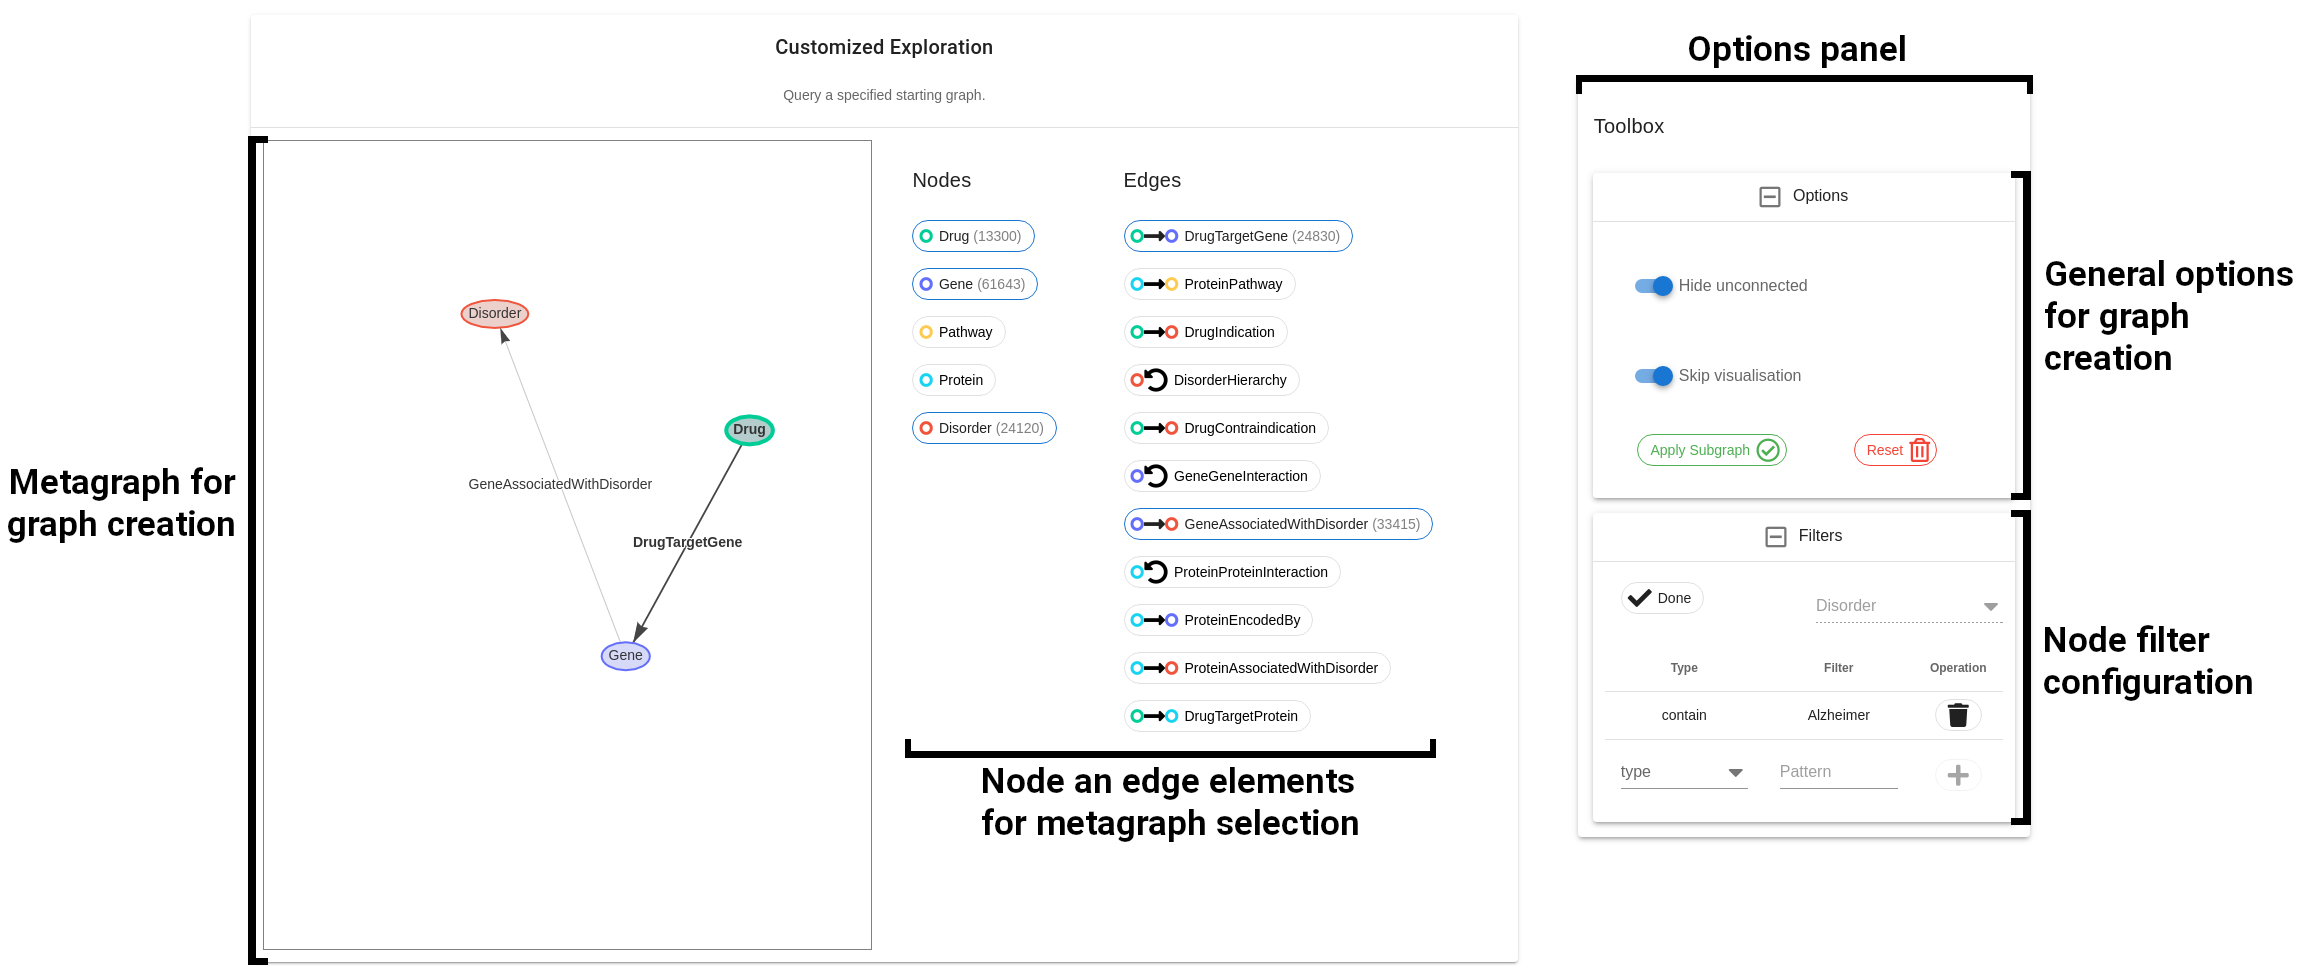 Customized Exploration
Query a specified starting graph.
Metagraph for
graph creation
Disorder
Drug
GeneAssociatedWithDisorder
DrugTargetGene
Gene
Nodes
Drug (13300)
Gene (61643)
Pathway
Protein
Disorder (24120)
Edges
DrugTargetGene (24830)
ProteinPathway
DrugIndication
DisorderHierarchy
DrugContraindication
GeneGeneInteraction
GeneAssociatedWithDisorder (33415)
ProteinProteinInteraction
ProteinEncodedBy
ProteinAssociatedWithDisorder
DrugTargetProtein
Node an edge elements
for metagraph selection
Options panel
Toolbox
Options
Hide unconnected
Skip visualisation
Apply Subgraph
Reset
General options
for graph
creation
Filters
Done
Disorder
Type Filter Operation
contain Alzheimer
type Pattern
Node filter
configuration